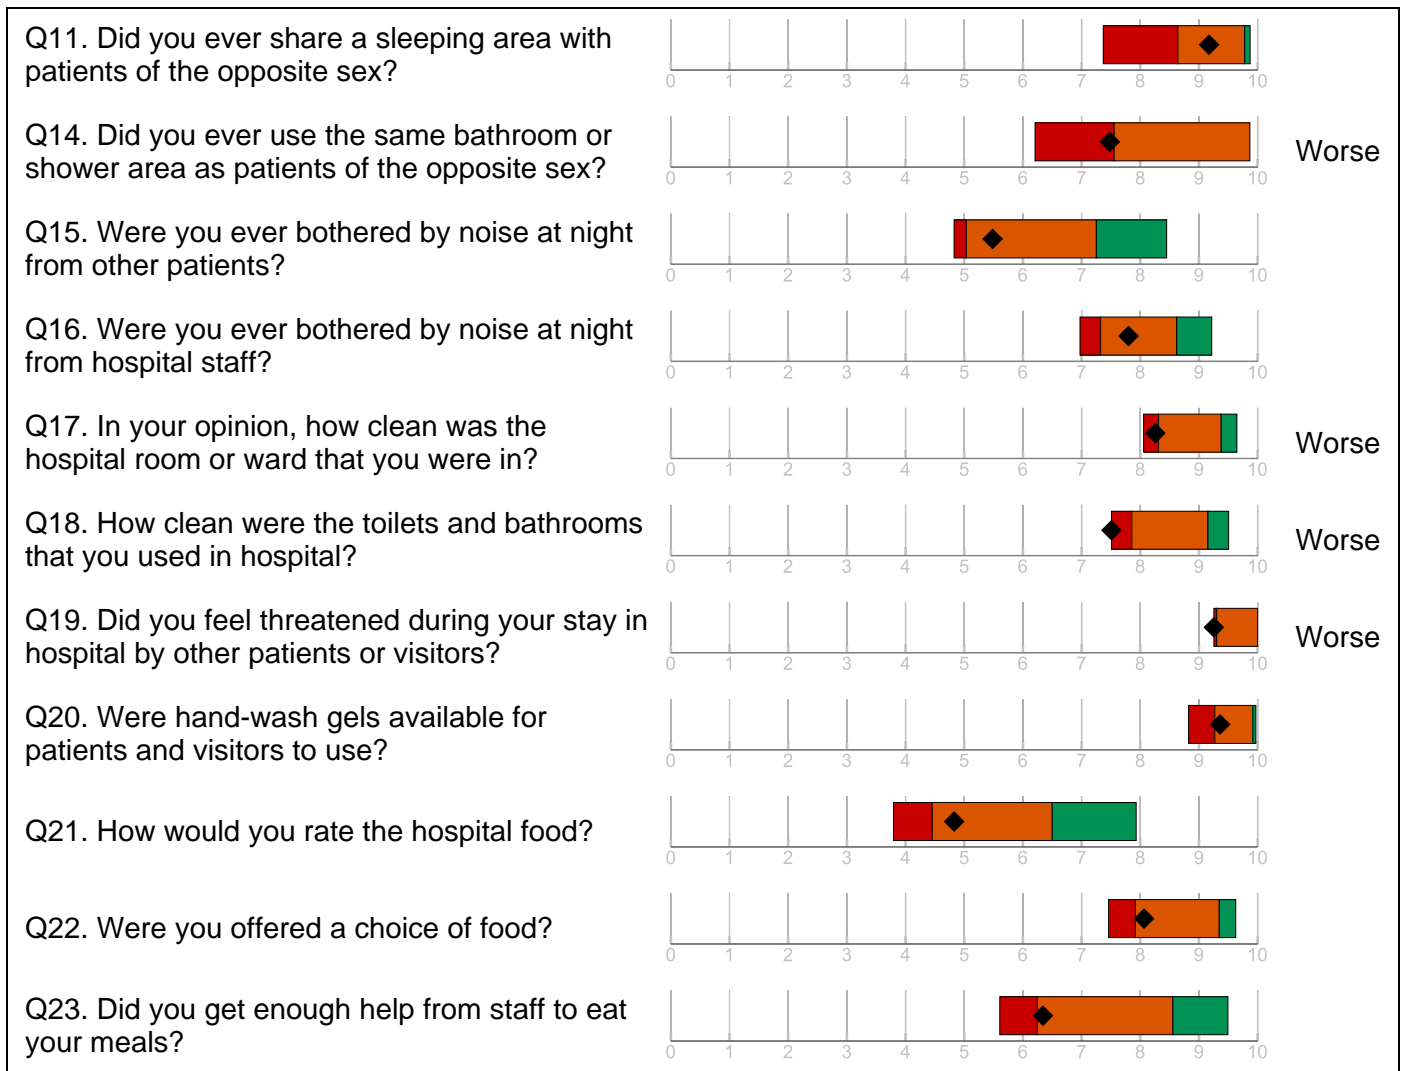 Q11. Did you ever share a sleeping area with
patients of the opposite sex?
0 1 2 3 4 5 6 7 8 9 10
Q14. Did you ever use the same bathroom or
shower area as patients of the opposite sex?
0 1 2 3 4 5 6 7 8 9 10
Worse
Q15. Were you ever bothered by noise at night
from other patients?
0 1 2 3 4 5 6 7 8 9 10
Q16. Were you ever bothered by noise at night
from hospital staff?
0 1 2 3 4 5 6 7 8 9 10
Q17. In your opinion, how clean was the
hospital room or ward that you were in?
0 1 2 3 4 5 6 7 8 9 10
Worse
Q18. How clean were the toilets and bathrooms
that you used in hospital?
0 1 2 3 4 5 6 7 8 9 10
Worse
Q19. Did you feel threatened during your stay in
hospital by other patients or visitors?
0 1 2 3 4 5 6 7 8 9 10
Worse
Q20. Were hand-wash gels available for
patients and visitors to use?
0 1 2 3 4 5 6 7 8 9 10
Q21. How would you rate the hospital food?
0 1 2 3 4 5 6 7 8 9 10
Q22. Were you offered a choice of food?
0 1 2 3 4 5 6 7 8 9 10
Q23. Did you get enough help from staff to eat
your meals?
0 1 2 3 4 5 6 7 8 9 10